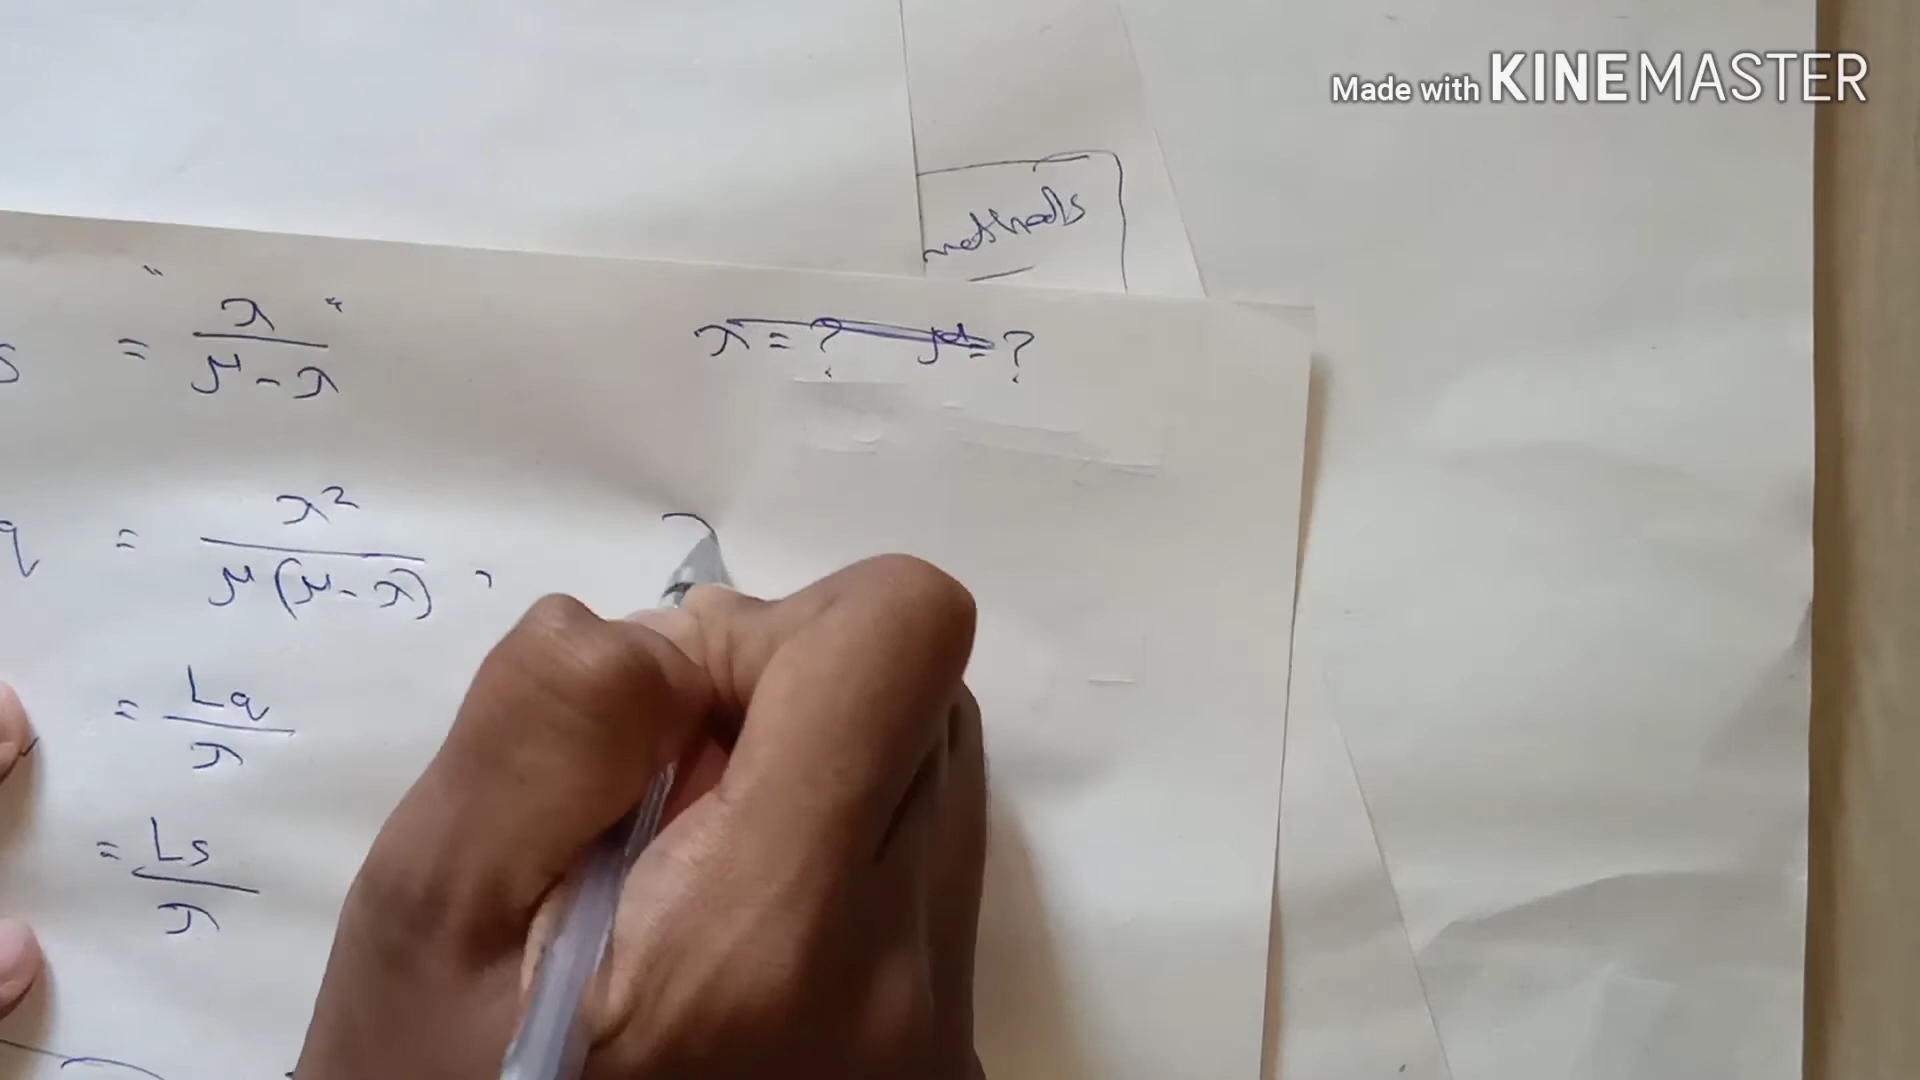 Made with KINEMASTER
methods
s = λ / μ - λ
λ = ? μ = ?
q = λ² / μ(μ - λ)
= Lq / λ
= Ls / λ